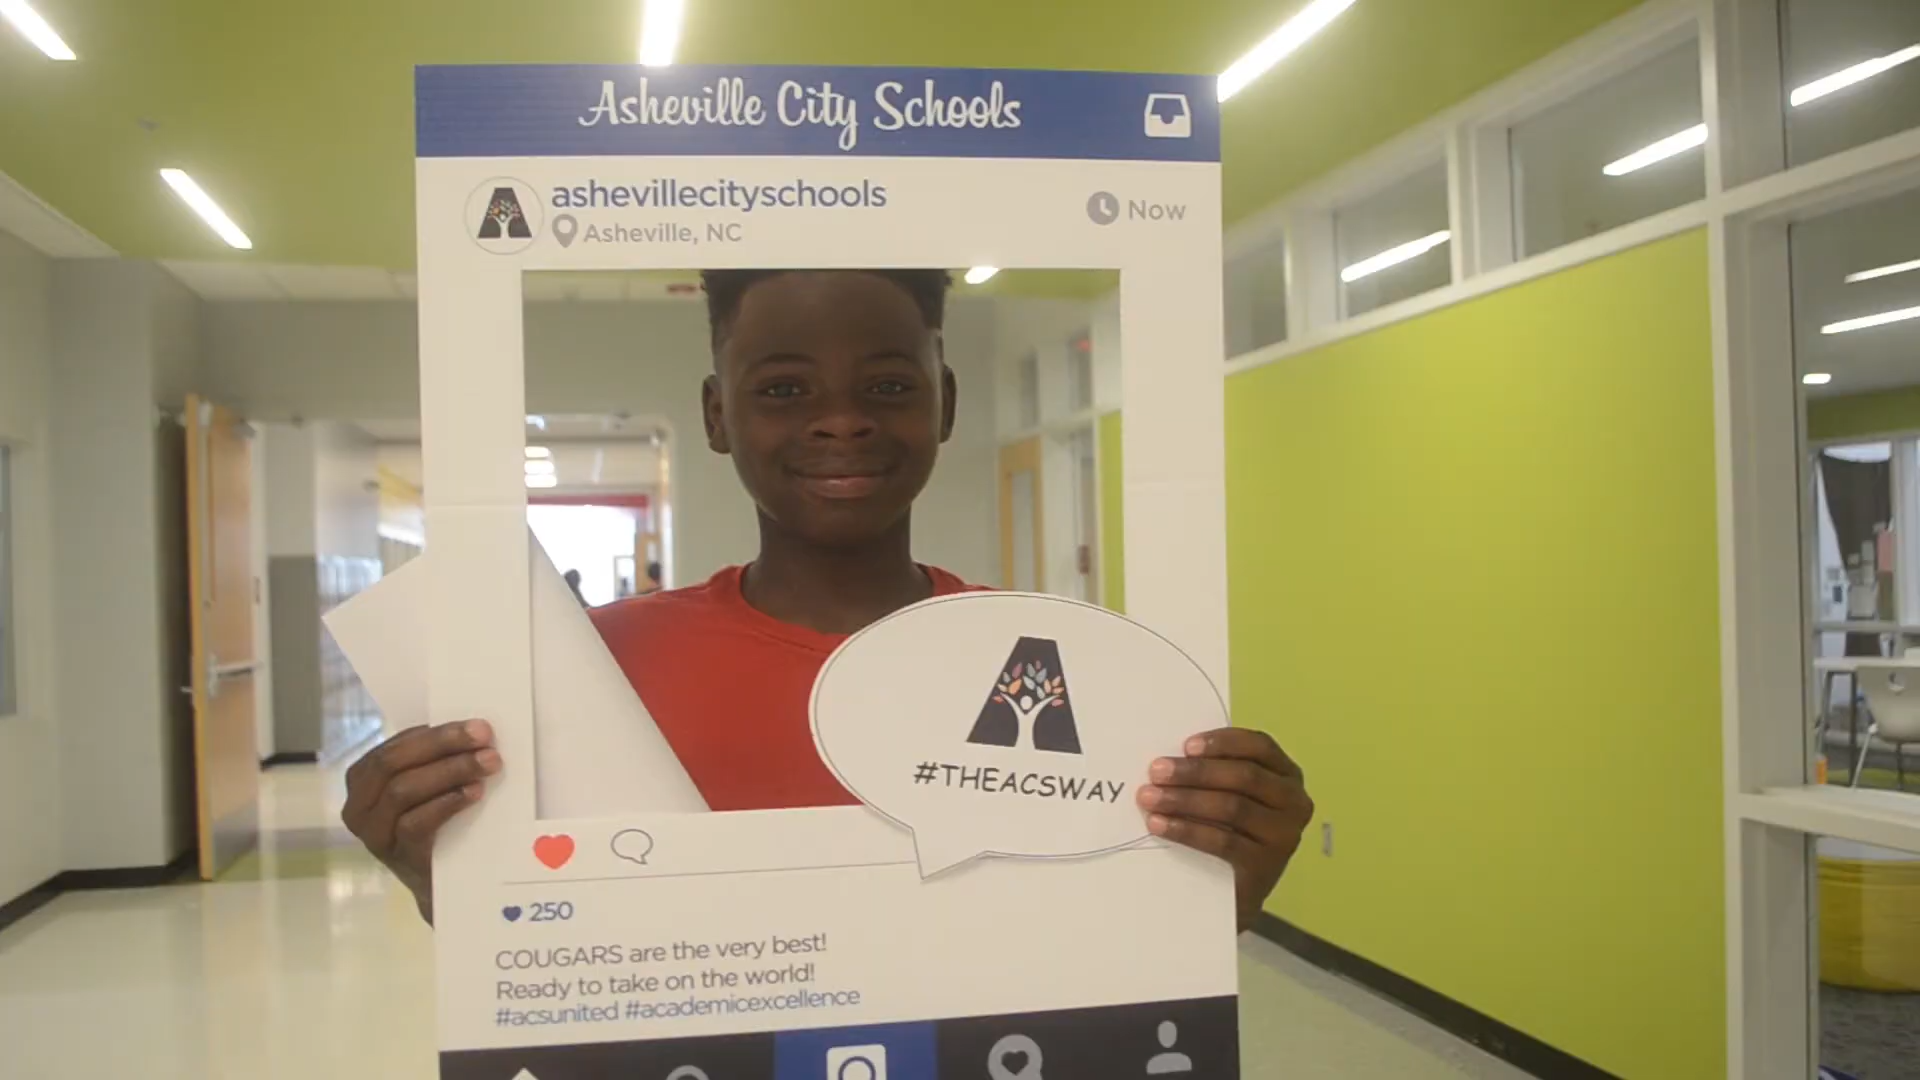 Asheville City Schools
ashevillecityschools
Asheville, NC
Now
#THEACSWAY
250
COUGARS are the very best!
Ready to take on the world!
#acsunited #academicexcellence